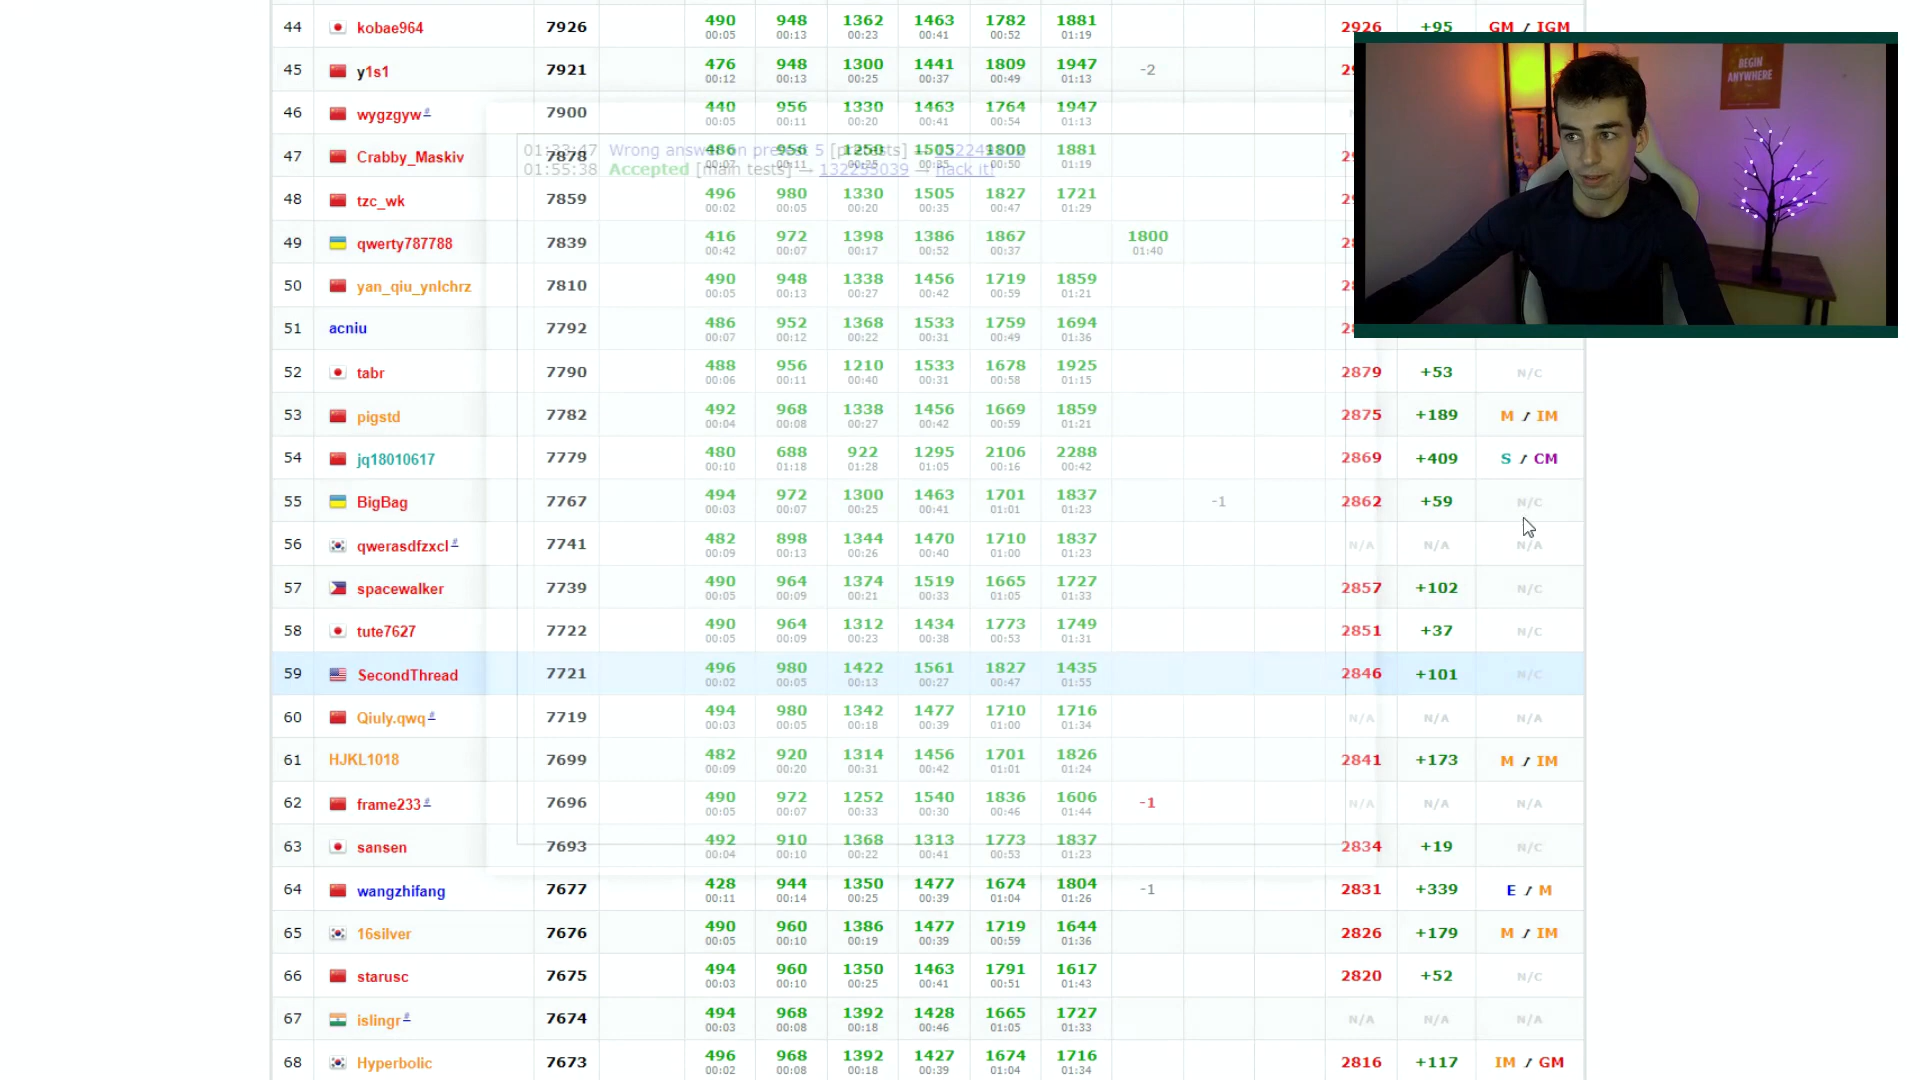 44 kobae964 7926 490 948 1362 1463 1782 1881 2926 +95 GM / IGM
00:05 00:13 00:23 00:41 00:52 01:19
BEGIN
ANYWHERE
45 y1s1 7921 476 948 1300 1441 1809 1947 -2
00:12 00:13 00:25 00:37 00:49 01:13
46 wygzgyw# 7900 440 956 1330 1463 1764 1947
00:05 00:11 00:20 00:41 00:54 01:13
01:33:47 Wrong answer on pretest 5 [pretests] →
47 Crabby_Maskiv 7878 486 956 1250 1505 1800 1881
00:07 00:11 00:25 00:35 00:50 01:19
01:55:38 Accepted [main tests] → 132255039 → hack it!
48 tzc_wk 7859 496 980 1330 1505 1827 1721
00:02 00:05 00:20 00:35 00:47 01:29
49 qwerty787788 7839 416 972 1398 1386 1867 1800
00:42 00:07 00:17 00:52 00:37 01:40
50 yan_qiu_ynlchrz 7810 490 948 1338 1456 1719 1859
00:05 00:13 00:27 00:42 00:59 01:21
51 acniu 7792 486 952 1368 1533 1759 1694
00:07 00:12 00:22 00:31 00:49 01:36
52 tabr 7790 488 956 1210 1533 1678 1925 2879 +53 N/C
00:06 00:11 00:40 00:31 00:58 01:15
53 pigstd 7782 492 968 1338 1456 1669 1859 2875 +189 M / IM
00:04 00:08 00:27 00:42 00:59 01:21
54 jq18010617 7779 480 688 922 1295 2106 2288 2869 +409 S / CM
00:10 01:18 01:28 01:05 00:16 00:42
55 BigBag 7767 494 972 1300 1463 1701 1837 -1 2862 +59 N/C
00:03 00:07 00:25 00:41 01:01 01:23
56 qwerasdfzxcl# 7741 482 898 1344 1470 1710 1837 N/A N/A N/A
00:09 00:13 00:26 00:40 01:00 01:23
57 spacewalker 7739 490 964 1374 1519 1665 1727 2857 +102 N/C
00:05 00:09 00:21 00:33 01:05 01:33
58 tute7627 7722 490 964 1312 1434 1773 1749 2851 +37 N/C
00:05 00:09 00:23 00:38 00:53 01:31
59 SecondThread 7721 496 980 1422 1561 1827 1435 2846 +101 N/C
00:02 00:05 00:13 00:27 00:47 01:55
60 Qiuly.qwq# 7719 494 980 1342 1477 1710 1716 N/A N/A N/A
00:03 00:05 00:18 00:39 01:00 01:34
61 HJKL1018 7699 482 920 1314 1456 1701 1826 2841 +173 M / IM
00:09 00:20 00:31 00:42 01:01 01:24
62 frame233# 7696 490 972 1252 1540 1836 1606 -1 N/A N/A N/A
00:05 00:07 00:33 00:30 00:46 01:44
63 sansen 7693 492 910 1368 1313 1773 1837 2834 +19 N/C
00:04 00:10 00:22 00:41 00:53 01:23
64 wangzhifang 7677 428 944 1350 1477 1674 1804 -1 2831 +339 E / M
00:11 00:14 00:25 00:39 01:04 01:26
65 16silver 7676 490 960 1386 1477 1719 1644 2826 +179 M / IM
00:05 00:10 00:19 00:39 00:59 01:36
66 starusc 7675 494 960 1350 1463 1791 1617 2820 +52 N/C
00:03 00:10 00:25 00:41 00:51 01:43
67 islingr# 7674 494 968 1392 1428 1665 1727 N/A N/A N/A
00:03 00:08 00:18 00:46 01:05 01:33
68 Hyperbolic 7673 496 968 1392 1427 1674 1716 2816 +117 IM / GM
00:02 00:08 00:18 00:39 01:04 01:34